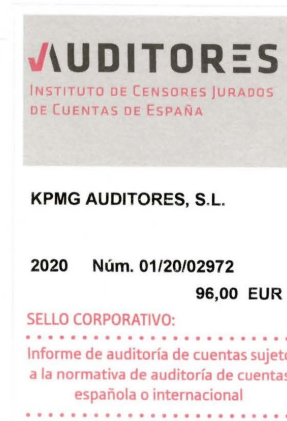 AUDITORES
INSTITUTO DE CENSORES JURADOS
DE CUENTAS DE ESPAÑA
KPMG AUDITORES, S.L.
2020 Núm. 01/20/02972
96,00 EUR
SELLO CORPORATIVO:
Informe de auditoría de cuentas sujeto
a la normativa de auditoría de cuentas
española o internacional